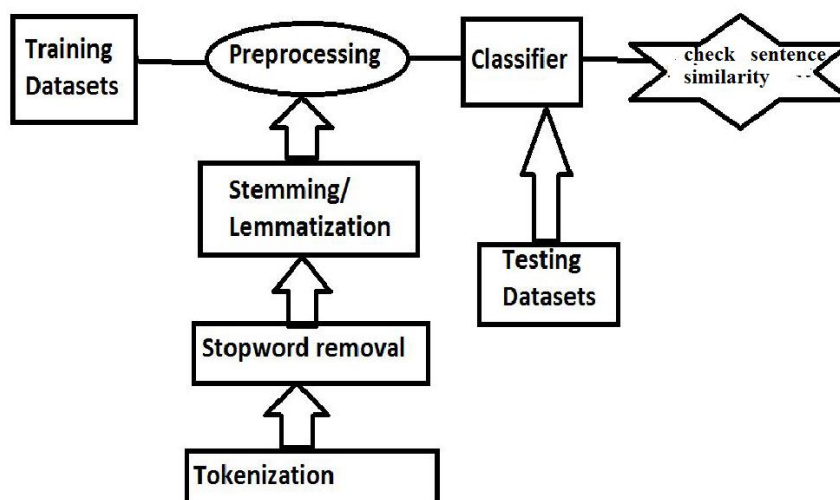 Training
Datasets
Preprocessing
Classifier
check sentence
similarity
Stemming/
Lemmatization
Testing
Datasets
Stopword removal
Tokenization